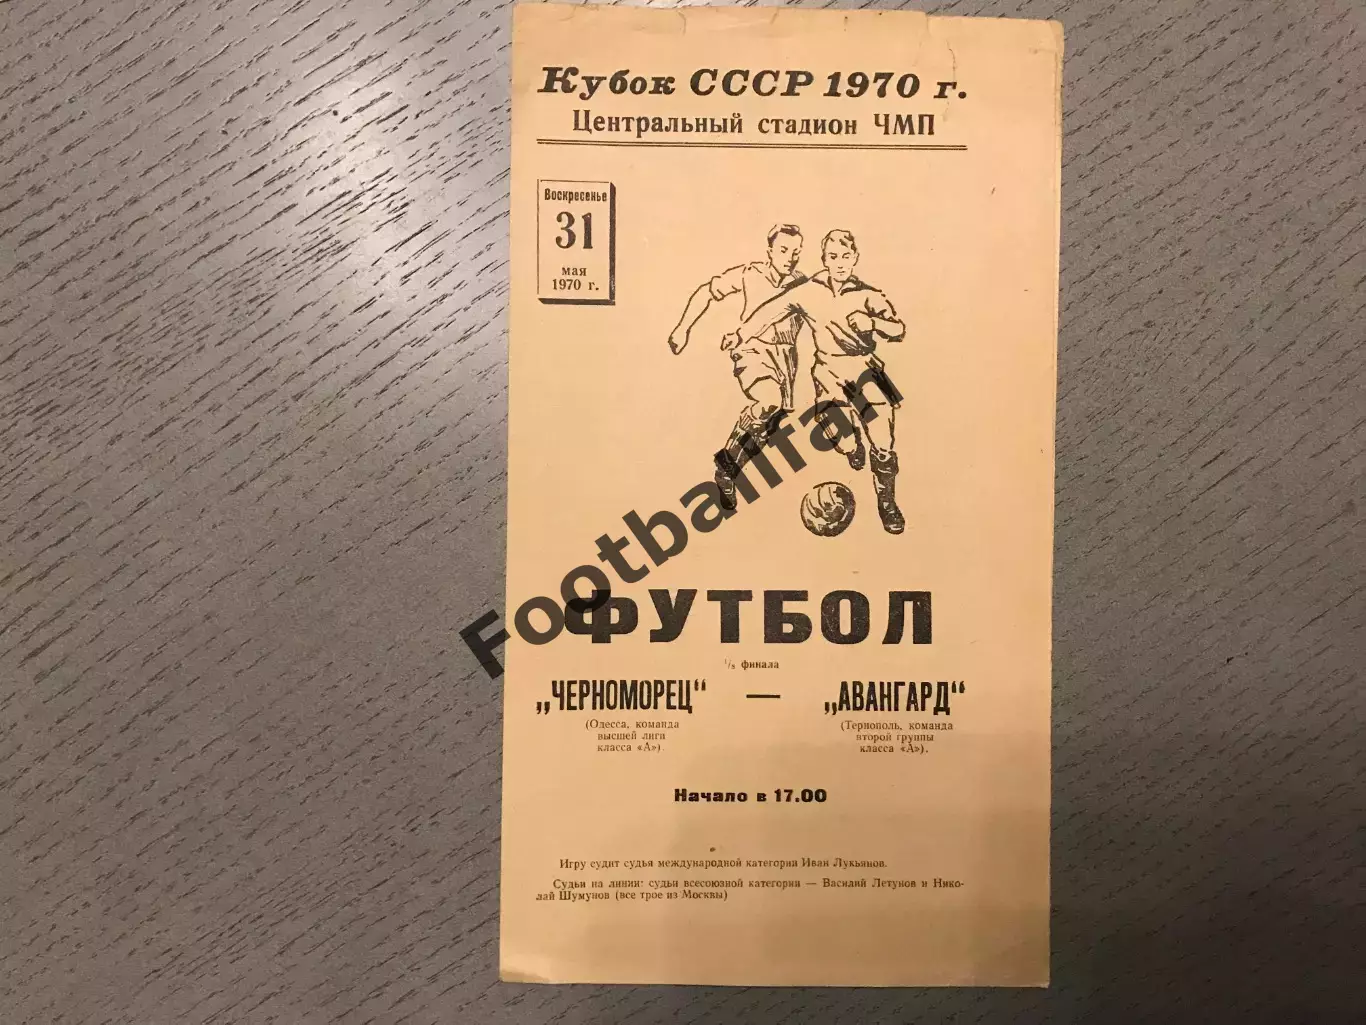 Кубок СССР 1970 г.
Центральный стадион ЧМП
Воскресенье
31
мая
1970 г.
Footballfan
ФУТБОЛ
1/8 финала
„ЧЕРНОМОРЕЦ" — „АВАНГАРД"
(Одесса, команда
высшей лиги
класса «А»).
(Тернополь, команда
второй группы
класса «А»).
Начало в 17.00
Игру судит судья международной категории Иван Лукьянов.
Судьи на линии: судьи всесоюзной категории — Василий Летунов и Нико-
лай Шумунов (все трое из Москвы)